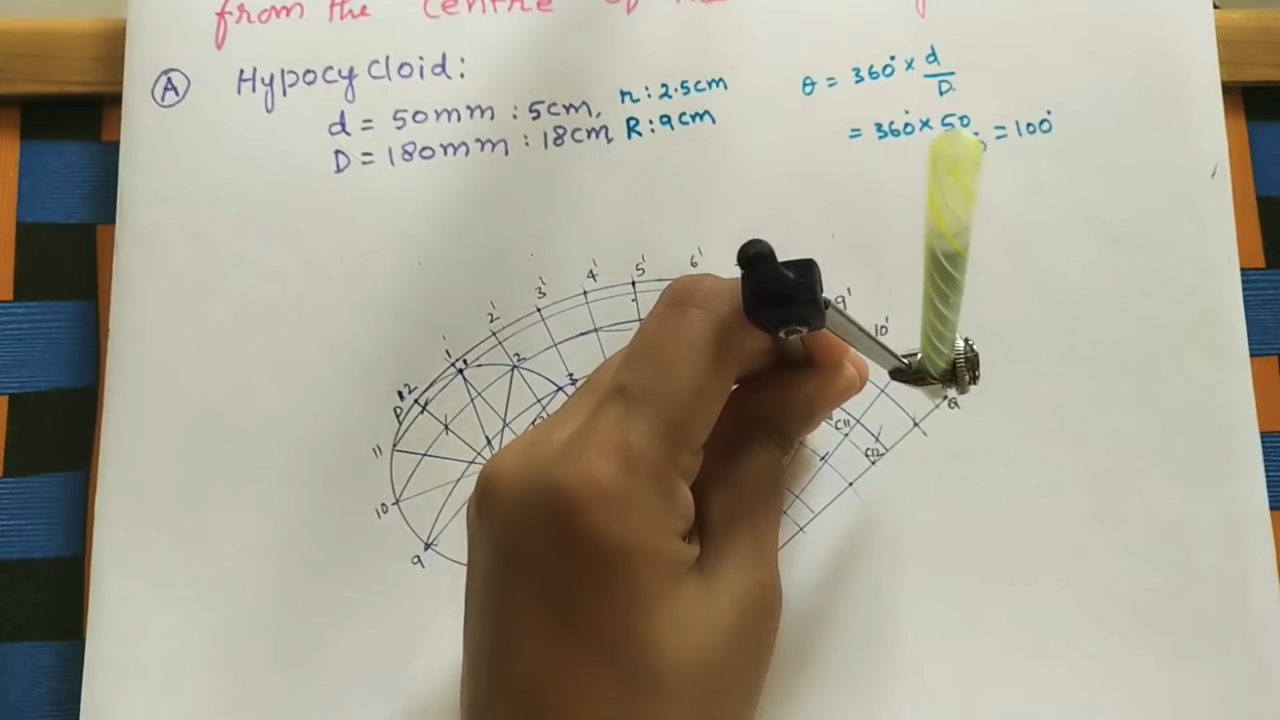 from the centre of
A Hypocycloid:
d = 50mm : 5cm, r : 2.5cm
D = 180mm : 18cm R : 9cm
θ = 360° × d/D
= 360° × 50 = 100°
6'
5'
4'
3'
2'
1'
9'
10'
12
P
2
3
11
10
9
C11
C12
Q